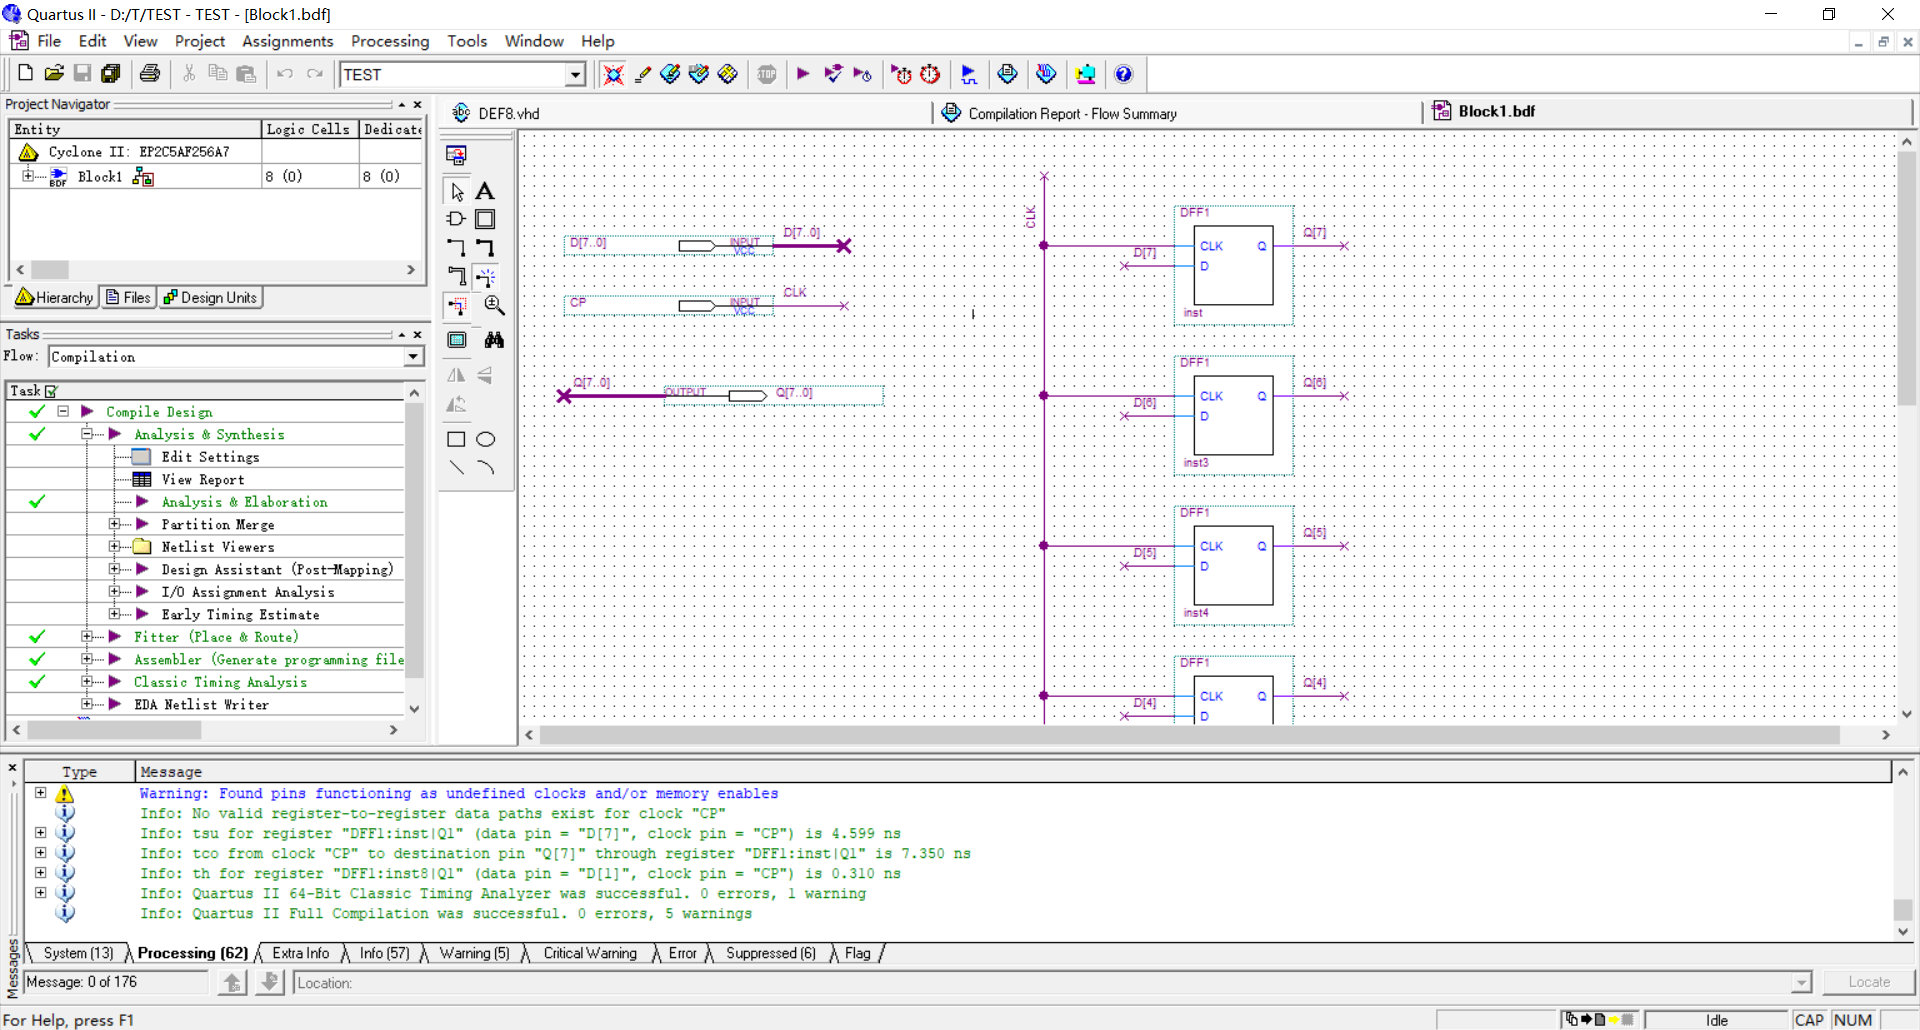 Quartus II - D:/T/TEST - TEST - [Block1.bdf]
File Edit View Project Assignments Processing Tools Window Help
TEST
STOP
Project Navigator
Entity Logic Cells Dedicate
Cyclone II: EP2C5AF256A7
BDF Block1 8 (0) 8 (0)
Hierarchy Files Design Units
Tasks
Flow: Compilation
Task
Compile Design
Analysis & Synthesis
Edit Settings
View Report
Analysis & Elaboration
Partition Merge
Netlist Viewers
Design Assistant (Post-Mapping)
I/O Assignment Analysis
Early Timing Estimate
Fitter (Place & Route)
Assembler (Generate programming file
Classic Timing Analysis
EDA Netlist Writer
abc DEF8.vhd Compilation Report - Flow Summary Block1.bdf
A
D[7..0] INPUT VCC D[7..0]
CP INPUT VCC CLK
Q[7..0] OUTPUT Q[7..0]
CLK
DFF1
D[7] CLK Q Q[7]
D
inst
DFF1
D[6] CLK Q Q[6]
D
inst3
DFF1
D[5] CLK Q Q[5]
D
inst4
DFF1
D[4] CLK Q Q[4]
D
Type Message
Warning: Found pins functioning as undefined clocks and/or memory enables
Info: No valid register-to-register data paths exist for clock "CP"
Info: tsu for register "DFF1:inst|Q1" (data pin = "D[7]", clock pin = "CP") is 4.599 ns
Info: tco from clock "CP" to destination pin "Q[7]" through register "DFF1:inst|Q1" is 7.350 ns
Info: th for register "DFF1:inst8|Q1" (data pin = "D[1]", clock pin = "CP") is 0.310 ns
Info: Quartus II 64-Bit Classic Timing Analyzer was successful. 0 errors, 1 warning
Info: Quartus II Full Compilation was successful. 0 errors, 5 warnings
System (13) Processing (62) Extra Info Info (57) Warning (5) Critical Warning Error Suppressed (6) Flag
Messages
Message: 0 of 176 Location: Locate
For Help, press F1 Idle CAP NUM